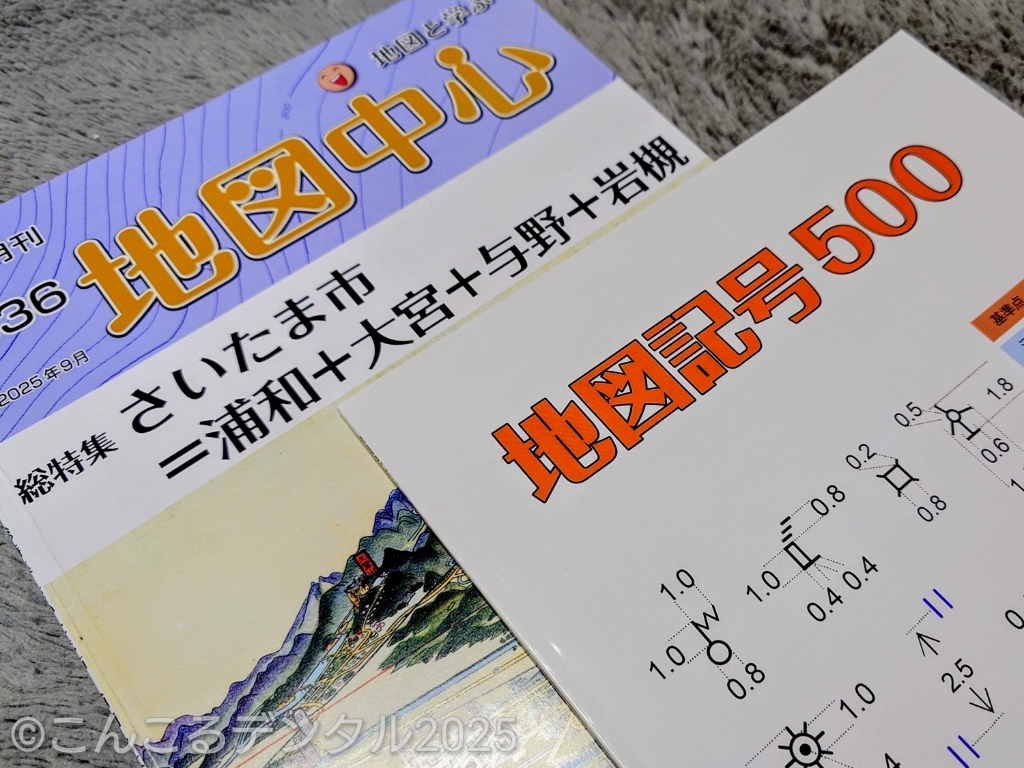 地図と学ぶ
月刊
地図中心
36
2025年9月
総特集
さいたま市
=浦和+大宮+与野+岩槻
300
地図記号500
基準点
0.5
1.8
0.6
0.2
0.8
0.8
1.0
0.4
0.4
1.0
1.0
0.8
2.5
1.0
©こんこるデジタル2025